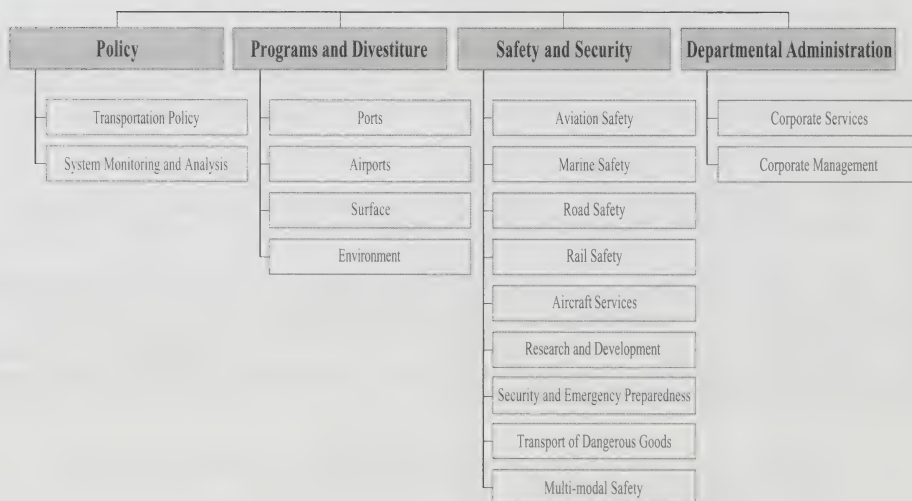 Policy
Transportation Policy
System Monitoring and Analysis
Programs and Divestiture
Ports
Airports
Surface
Environment
Safety and Security
Aviation Safety
Marine Safety
Road Safety
Rail Safety
Aircraft Services
Research and Development
Security and Emergency Preparedness
Transport of Dangerous Goods
Multi-modal Safety
Departmental Administration
Corporate Services
Corporate Management